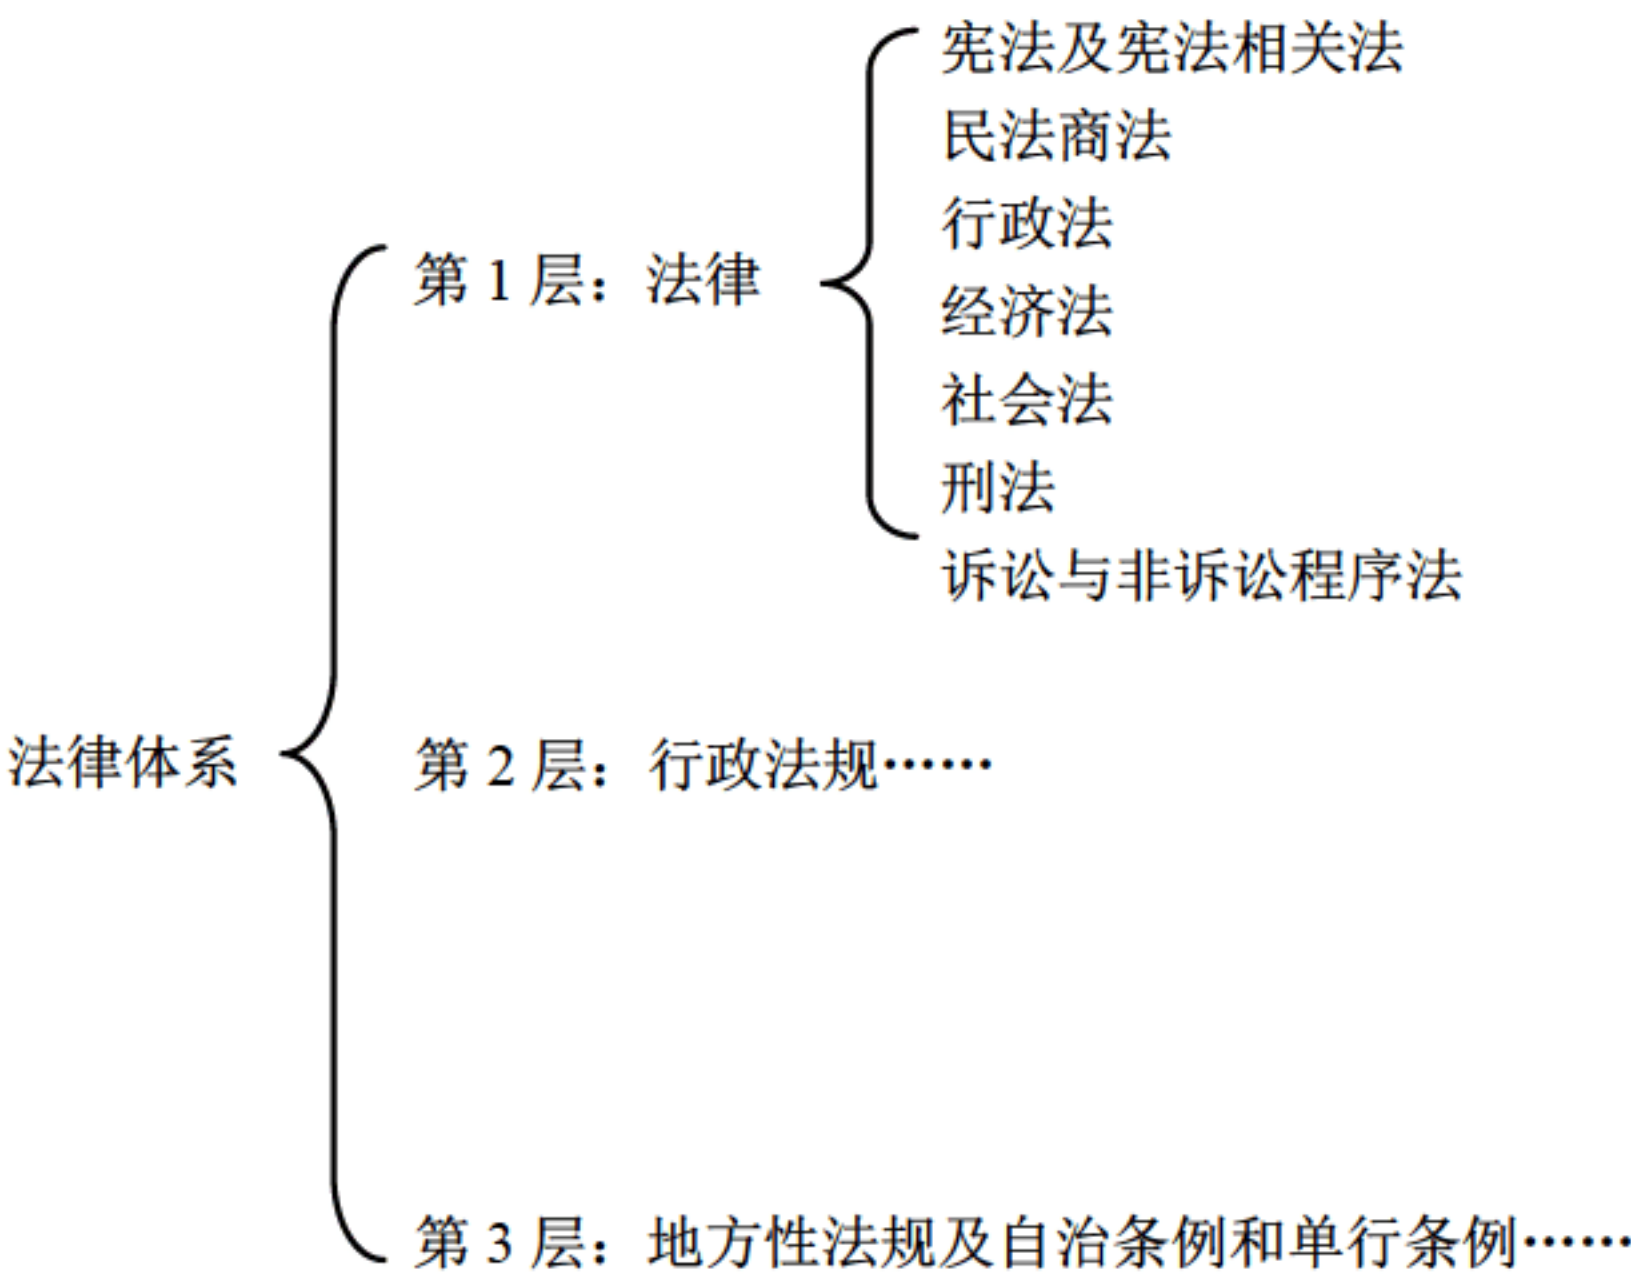 法律体系
第 1 层：法律
宪法及宪法相关法
民法商法
行政法
经济法
社会法
刑法
诉讼与非诉讼程序法
第 2 层：行政法规……
第 3 层：地方性法规及自治条例和单行条例……